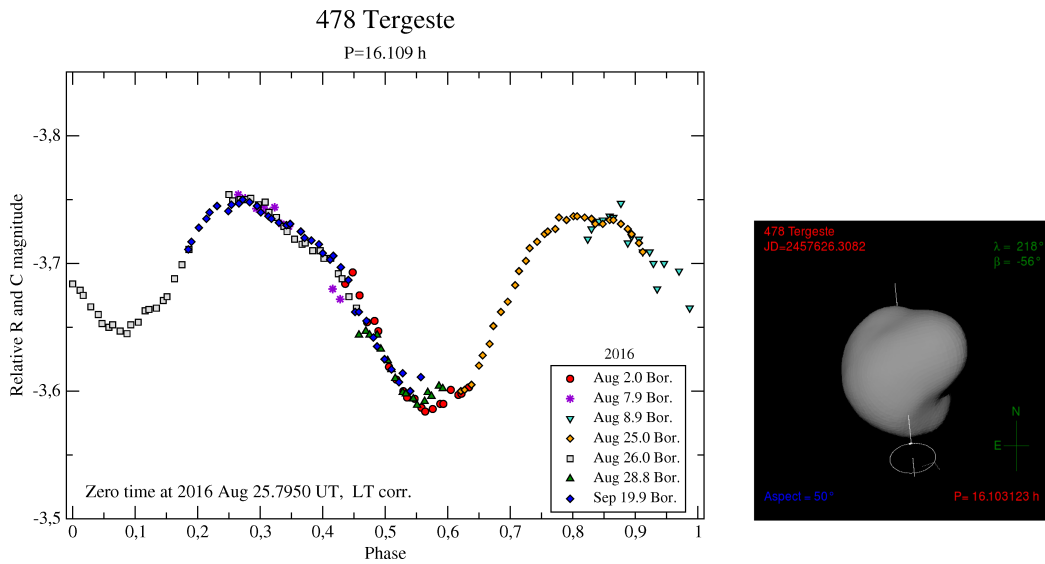 478 Tergeste
P=16.109 h
-3,8
-3,7
-3,6
-3,5
Relative R and C magnitude
0
0,1
0,2
0,3
0,4
0,5
0,6
0,7
0,8
0,9
1
Phase
Zero time at 2016 Aug 25.7950 UT, LT corr.
2016
Aug 2.0 Bor.
Aug 7.9 Bor.
Aug 8.9 Bor.
Aug 25.0 Bor.
Aug 26.0 Bor.
Aug 28.8 Bor.
Sep 19.9 Bor.
478 Tergeste
JD=2457626.3082
λ = 218°
β = -56°
N
E
Aspect = 50°
P= 16.103123 h